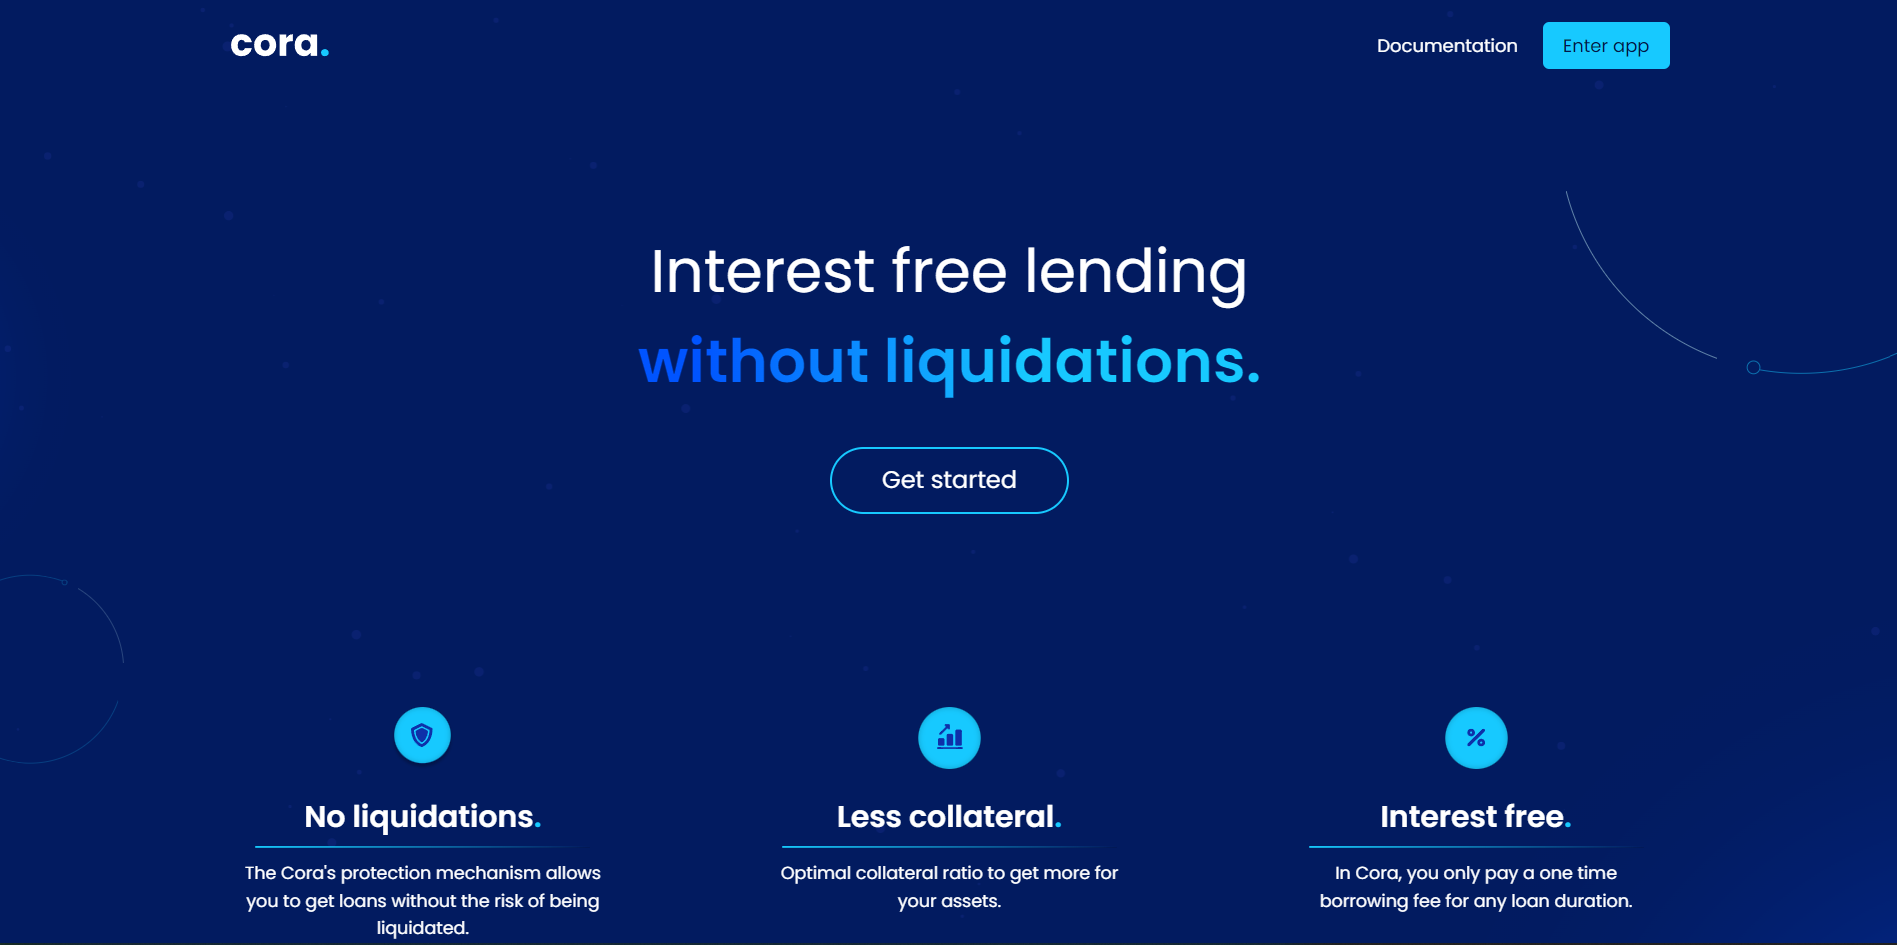 cora.
Documentation
Enter app
Interest free lending
without liquidations.
Get started
No liquidations.
The Cora's protection mechanism allows
you to get loans without the risk of being
liquidated.
Less collateral.
Optimal collateral ratio to get more for
your assets.
Interest free.
In Cora, you only pay a one time
borrowing fee for any loan duration.